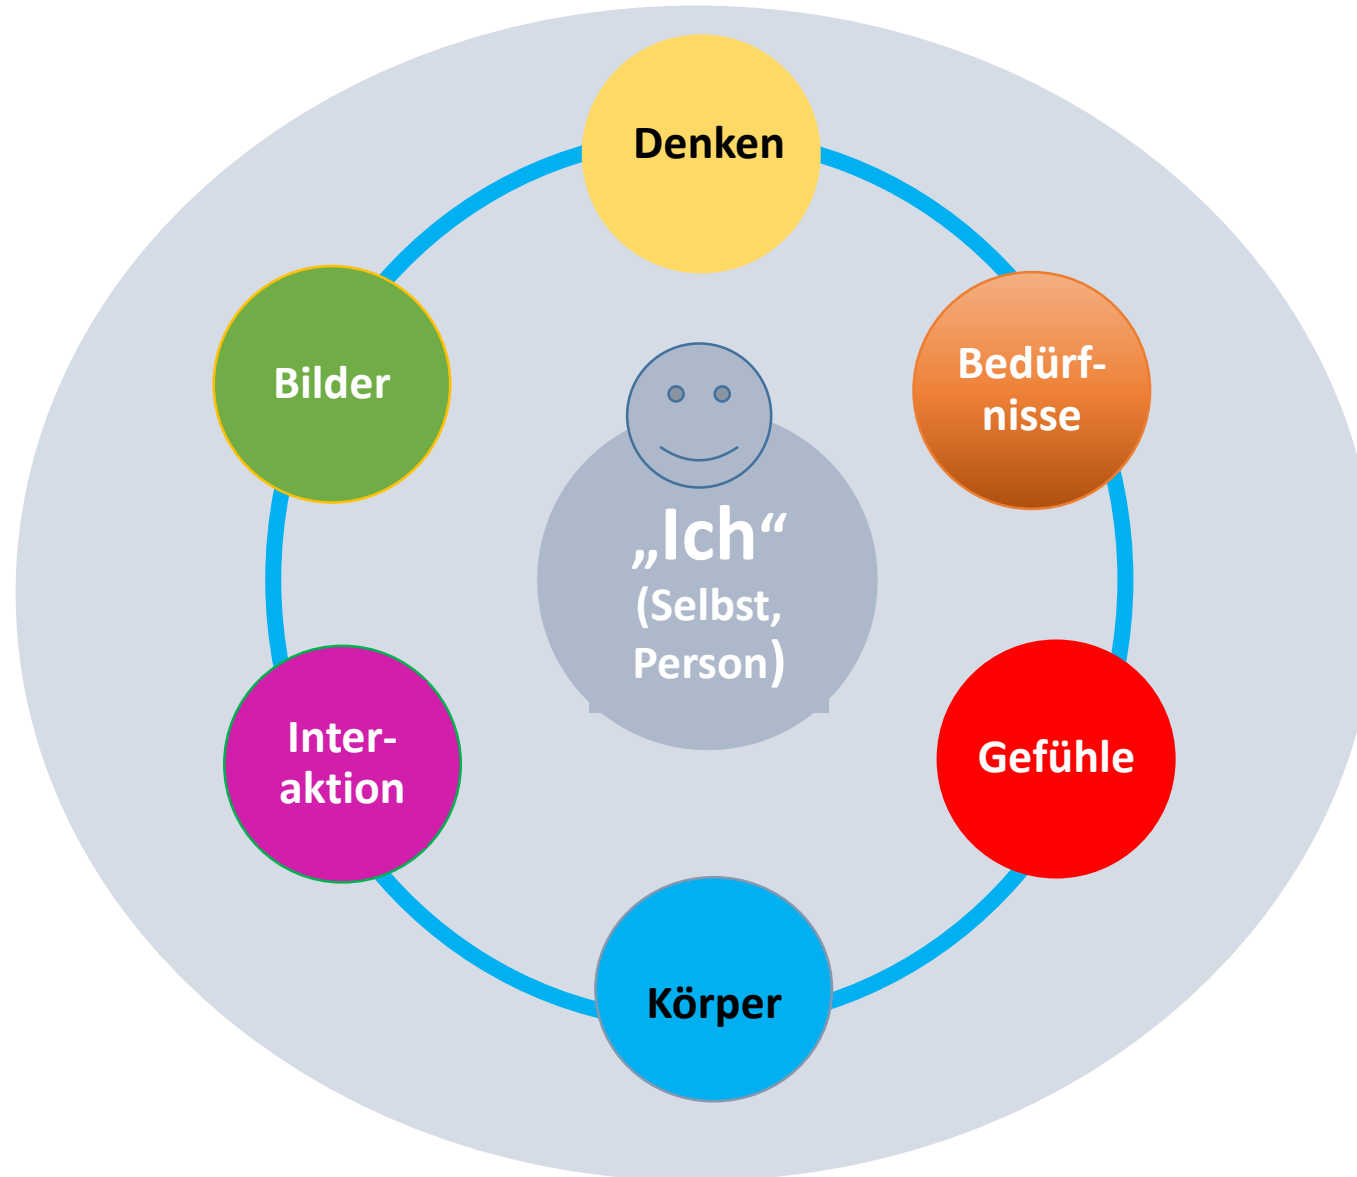 Denken
Bedürf-
nisse
Bilder
„Ich“
(Selbst,
Person)
Inter-
aktion
Gefühle
Körper